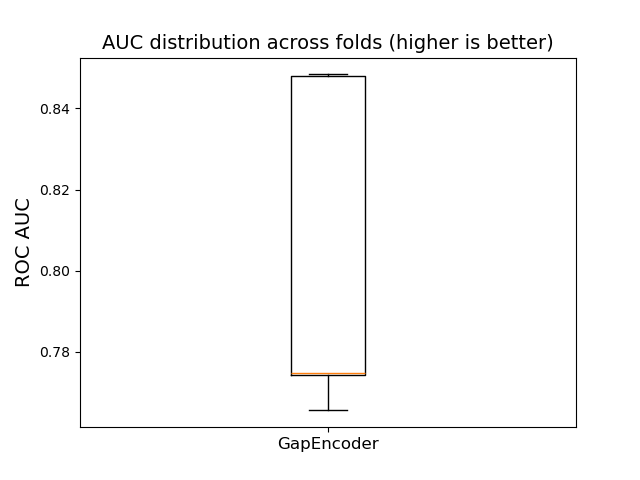 AUC distribution across folds (higher is better)
ROC AUC
0.84
0.82
0.80
0.78
GapEncoder